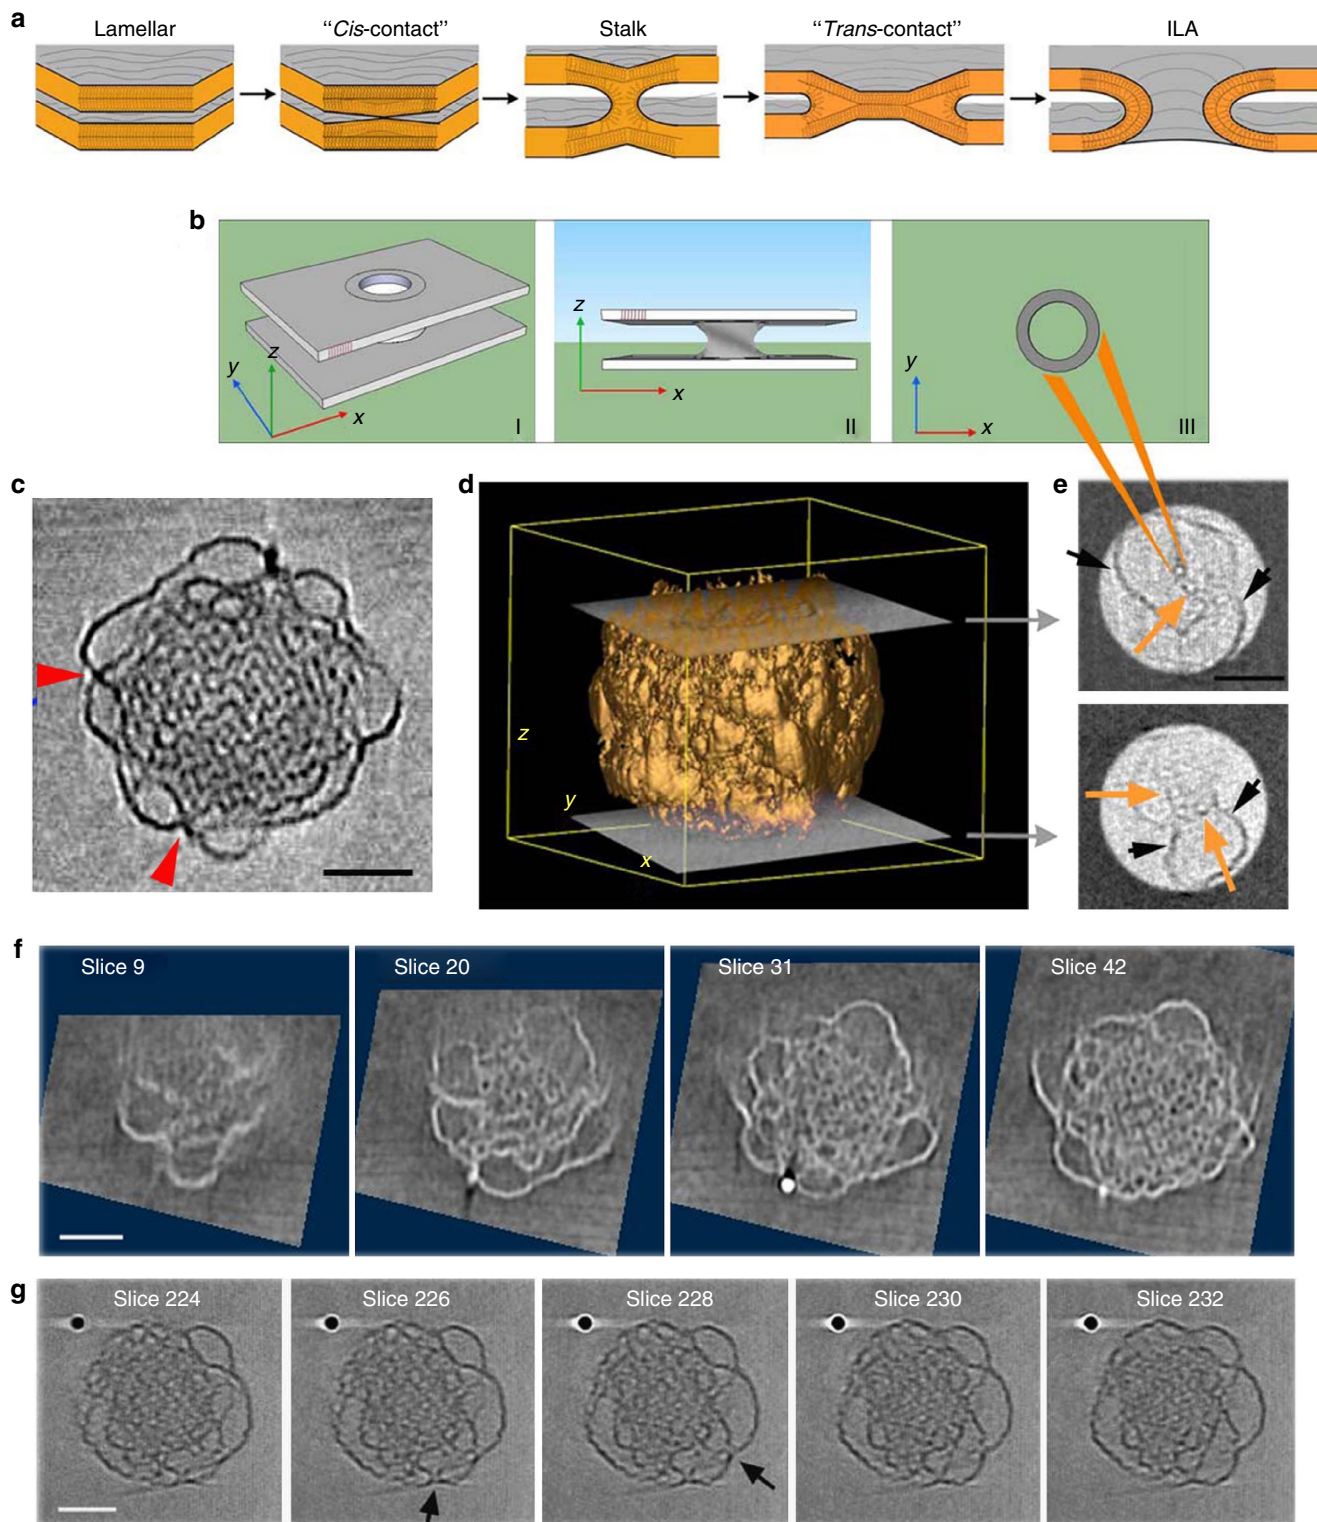 a
Lamellar
“Cis-contact”
Stalk
“Trans-contact”
ILA
b
y
z
x
I
z
x
II
y
x
III
c
d
z
y
x
e
f
Slice 9
Slice 20
Slice 31
Slice 42
g
Slice 224
Slice 226
Slice 228
Slice 230
Slice 232